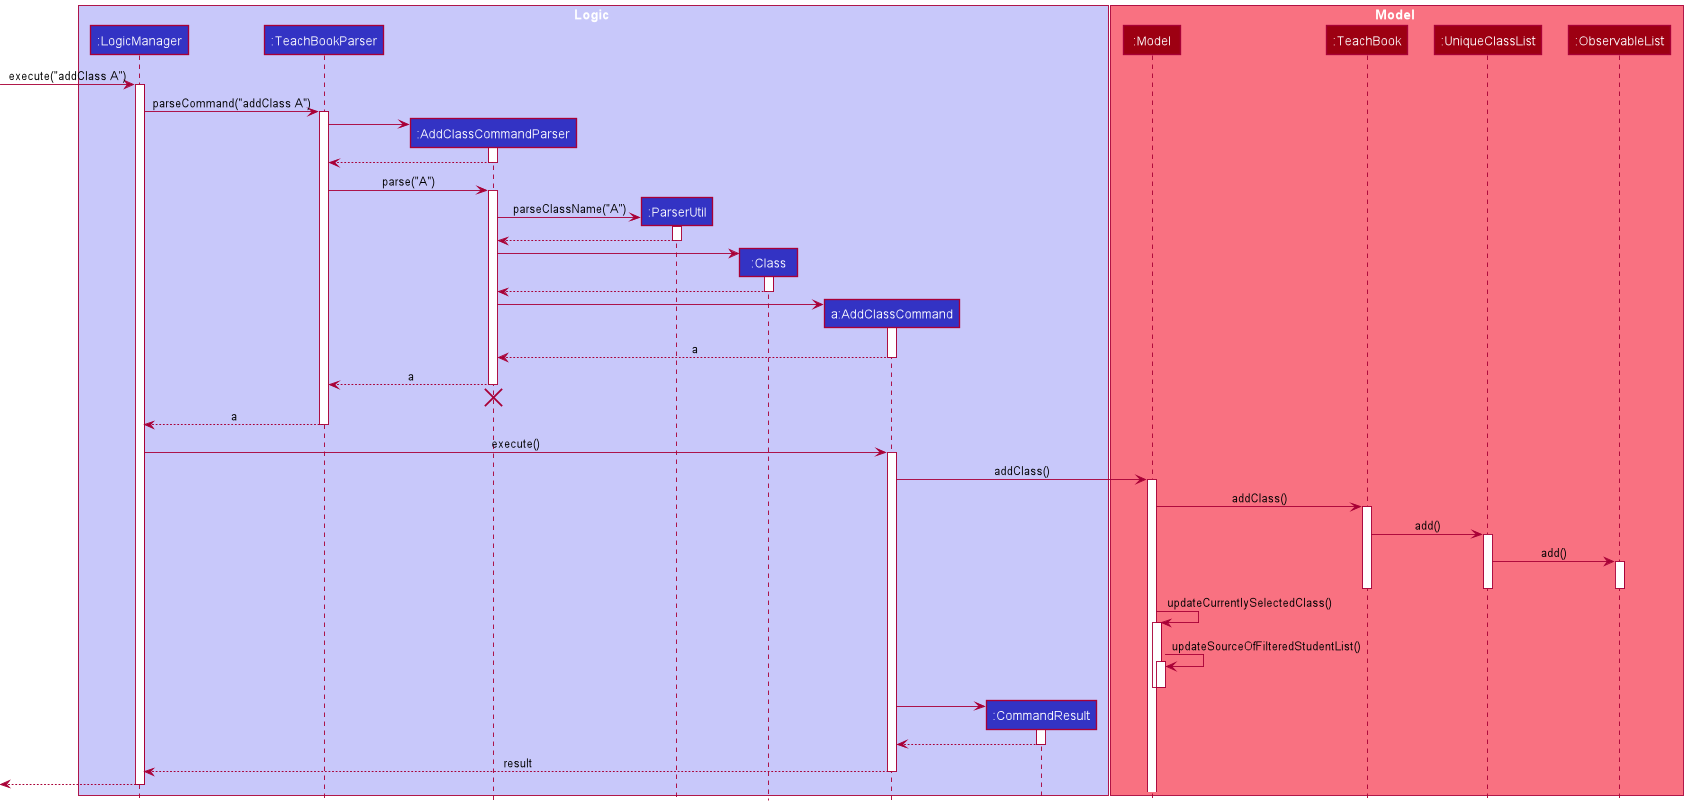 Logic
Model
:LogicManager
:TeachBookParser
:Model
:TeachBook
:UniqueClassList
:ObservableList
execute("addClass A")
parseCommand("addClass A")
:AddClassCommandParser
parse("A")
parseClassName("A")
:ParserUtil
:Class
a:AddClassCommand
a
a
a
execute()
addClass()
addClass()
add()
add()
updateCurrentlySelectedClass()
updateSourceOfFilteredStudentList()
:CommandResult
result